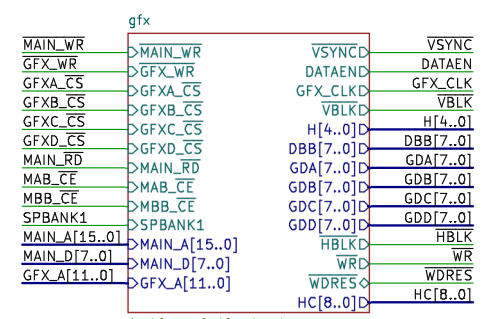 gfx
MAIN_WR MAIN_WR VSYNC VSYNC
GFX_WR GFX_WR DATAEN DATAEN
GFXA_CS GFXA_CS GFX_CLK GFX_CLK
GFXB_CS GFXB_CS VBLK VBLK
GFXC_CS GFXC_CS H[4..0] H[4..0]
GFXD_CS GFXD_CS DBB[7..0] DBB[7..0]
MAIN_RD MAIN_RD GDA[7..0] GDA[7..0]
MAB_CE MAB_CE GDB[7..0] GDB[7..0]
MBB_CE MBB_CE GDC[7..0] GDC[7..0]
SPBANK1 SPBANK1 GDD[7..0] GDD[7..0]
MAIN_A[15..0] MAIN_A[15..0] HBLK HBLK
MAIN_D[7..0] MAIN_D[7..0] WR WR
GFX_A[11..0] GFX_A[11..0] WDRES WDRES
HC[8..0] HC[8..0]